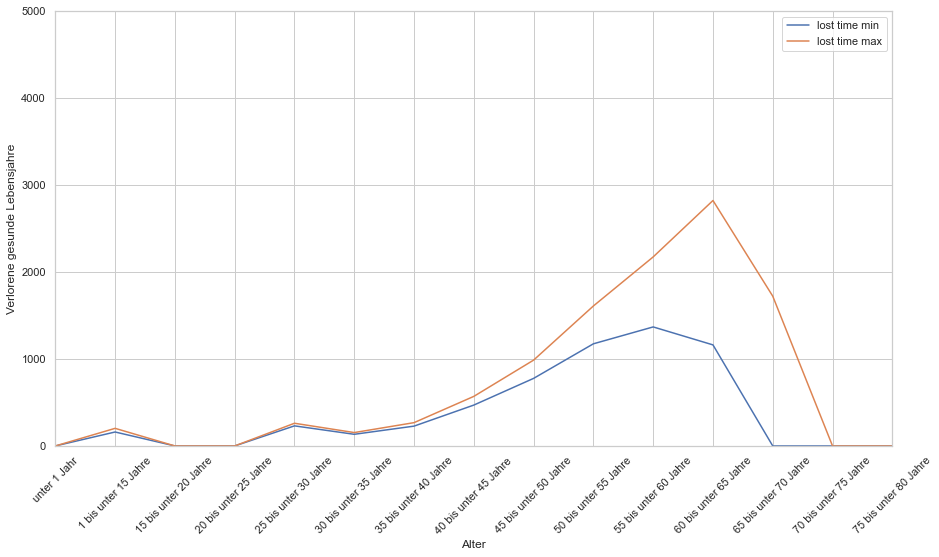 5000
4000
3000
2000
1000
0
Verlorene gesunde Lebensjahre
lost time min
lost time max
unter 1 Jahr
1 bis unter 15 Jahre
15 bis unter 20 Jahre
20 bis unter 25 Jahre
25 bis unter 30 Jahre
30 bis unter 35 Jahre
35 bis unter 40 Jahre
40 bis unter 45 Jahre
45 bis unter 50 Jahre
50 bis unter 55 Jahre
55 bis unter 60 Jahre
60 bis unter 65 Jahre
65 bis unter 70 Jahre
70 bis unter 75 Jahre
75 bis unter 80 Jahre
Alter